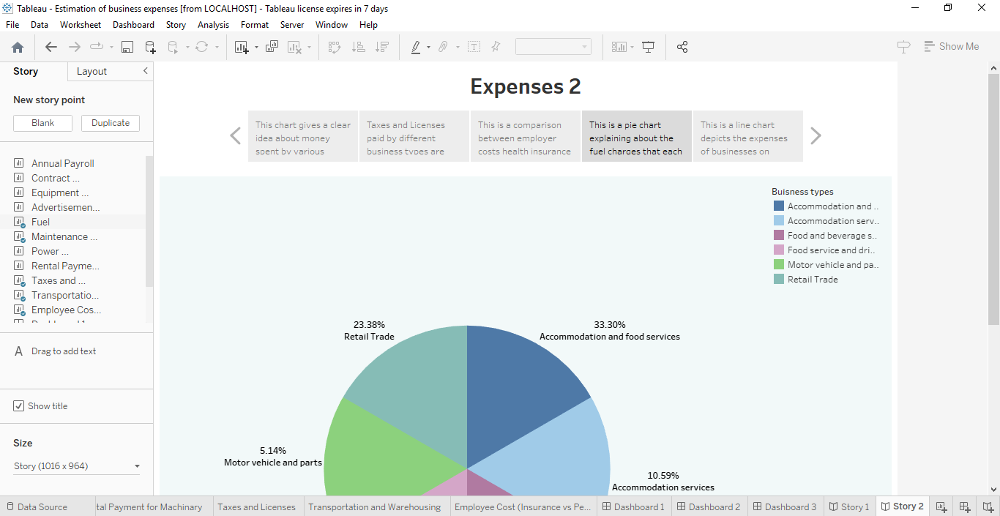 Tableau - Estimation of business expenses [from LOCALHOST] - Tableau license expires in 7 days
File Data Worksheet Dashboard Story Analysis Format Server Window Help
Show Me
Story Layout
New story point
Blank Duplicate
Annual Payroll
Contract ...
Equipment ...
Advertisemen...
Fuel
Maintenance ...
Power ...
Rental Payme...
Taxes and ...
Transportatio...
Employee Cos...
Drag to add text
Show title
Size
Story (1016 x 964)
Expenses 2
This chart gives a clear
idea about money
spent by various
Taxes and Licenses
paid by different
business types are
This is a comparison
between employer
costs health insurance
This is a pie chart
explaining about the
fuel charges that each
This is a line chart
depicts the expenses
of businesses on
Buisness types
Accommodation and ..
Accommodation serv..
Food and beverage s..
Food service and dri..
Motor vehicle and pa..
Retail Trade
23.38%
Retail Trade
33.30%
Accommodation and food services
5.14%
Motor vehicle and parts
10.59%
Accommodation services
Data Source tal Payment for Machinary Taxes and Licenses Transportation and Warehousing Employee Cost (Insurance vs Pe... Dashboard 1 Dashboard 2 Dashboard 3 Story 1 Story 2